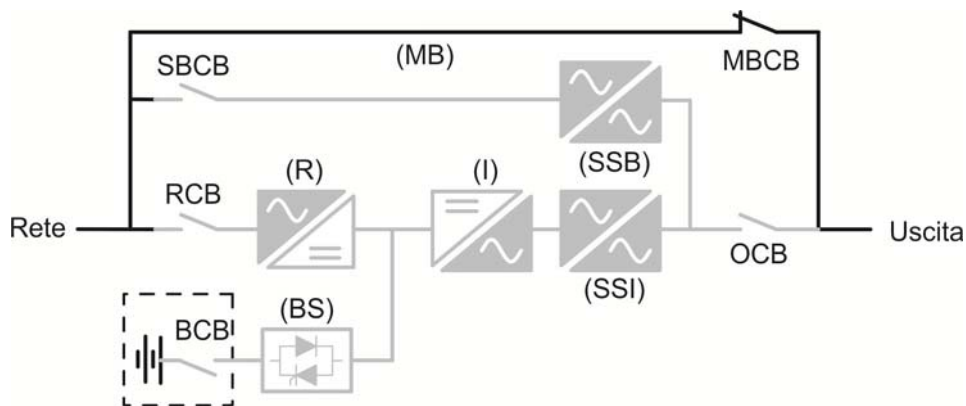 (MB)
MBCB
SBCB
(SSB)
(R)
(I)
RCB
Rete
Uscita
OCB
(SSI)
(BS)
BCB